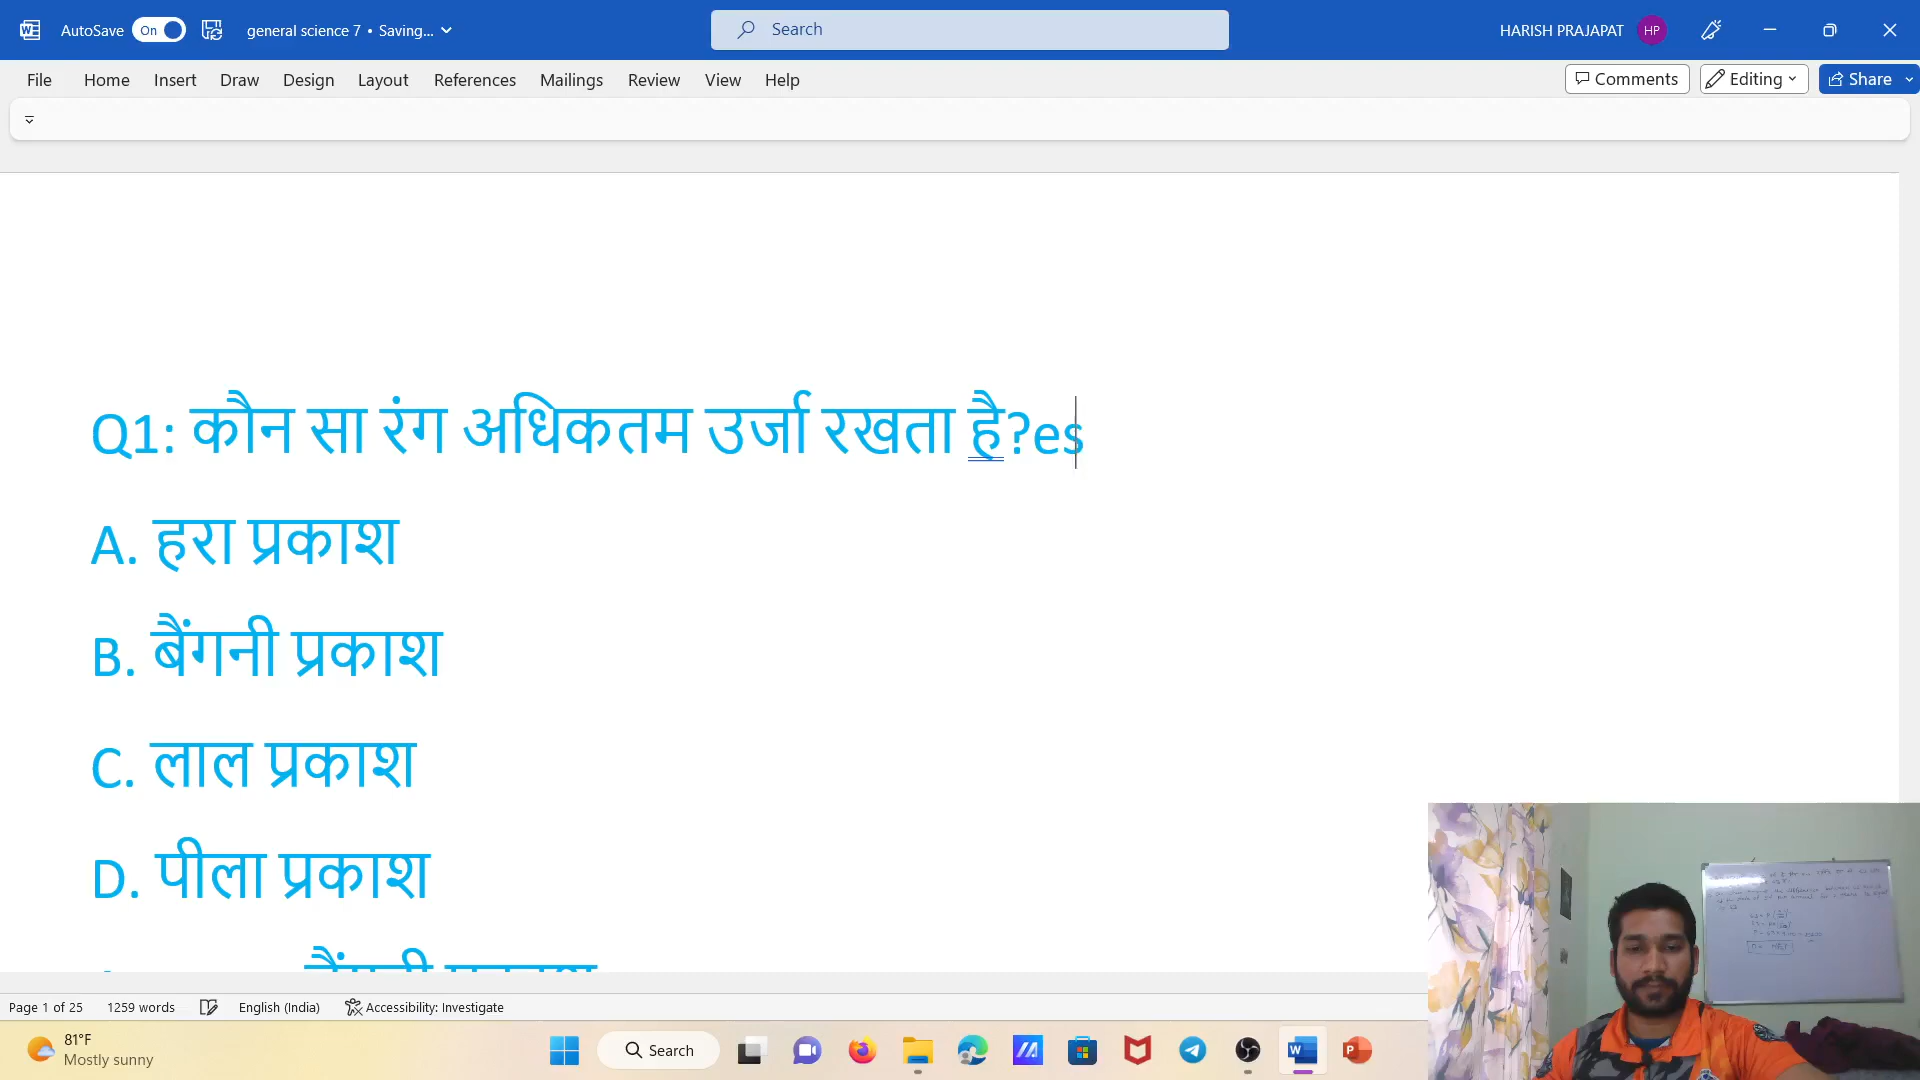 AutoSave On general science 7 • Saving... Search HARISH PRAJAPAT HP
File Home Insert Draw Design Layout References Mailings Review View Help Comments Editing Share
Q1: कौन सा रंग अधिकतम उर्जा रखता है?es
A. हरा प्रकाश
B. बैंगनी प्रकाश
C. लाल प्रकाश
D. पीला प्रकाश
Page 1 of 25 1259 words English (India) Accessibility: Investigate
81°F
Mostly sunny
Search